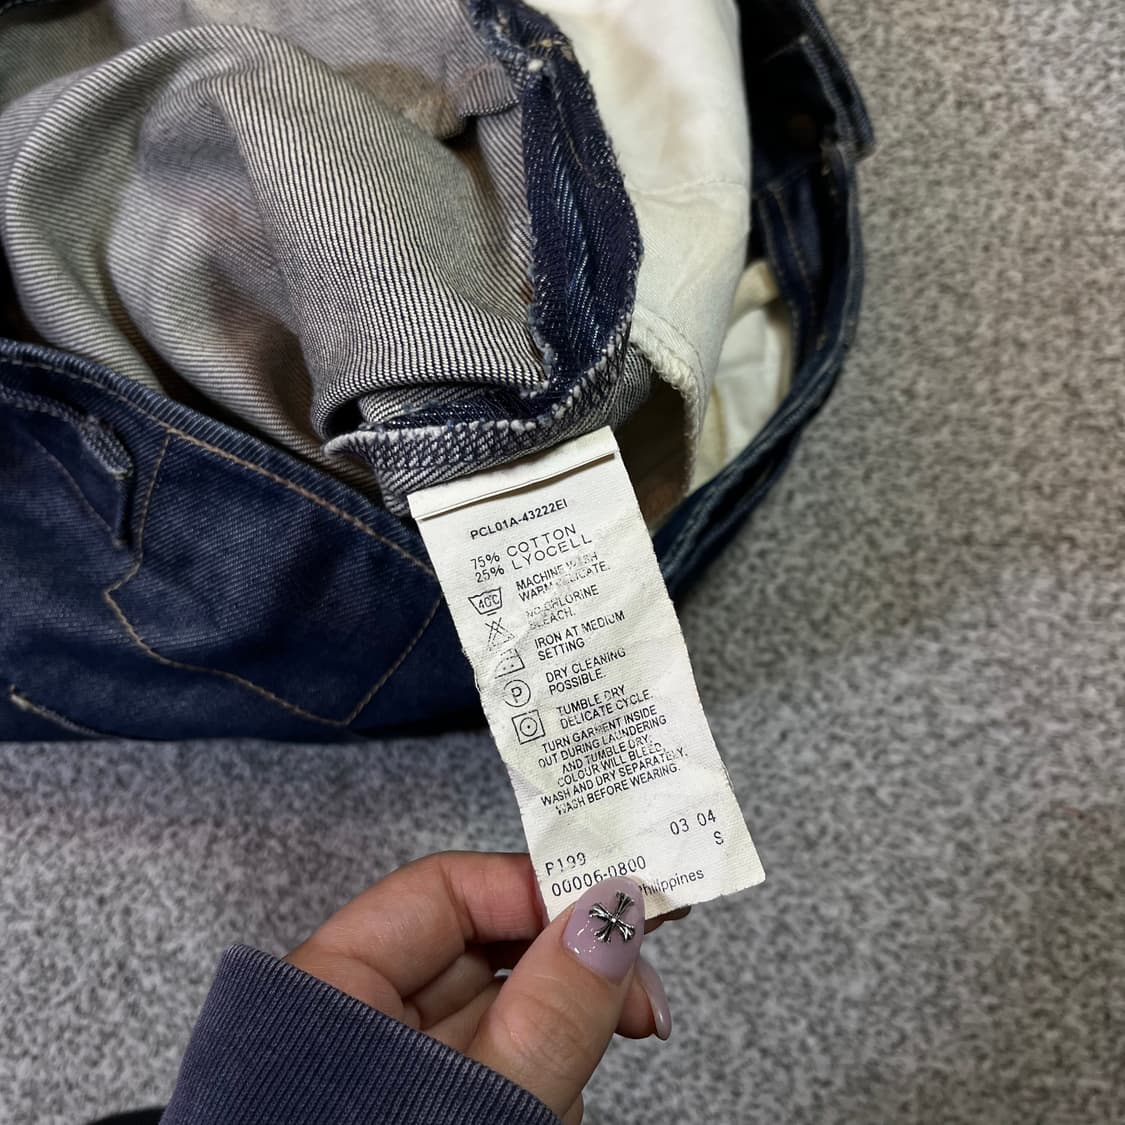 PCL01A-43222EI
75% COTTON
25% LYOCELL
40C
MACHINE WASH
WARM DELICATE.
NO CHLORINE
BLEACH.
IRON AT MEDIUM
SETTING
P
DRY CLEANING
POSSIBLE.
TUMBLE DRY
DELICATE CYCLE.
TURN GARMENT INSIDE
OUT DURING LAUNDERING
AND TUMBLE DRY.
COLOUR WILL BLEED.
WASH AND DRY SEPARATELY.
WASH BEFORE WEARING.
03 04
S
P199
00006-0800
Philippines